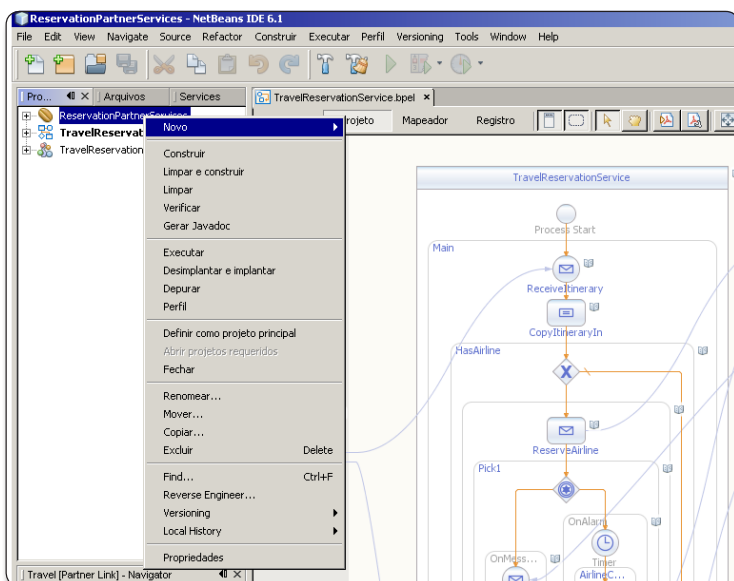 ReservationPartnerServices - NetBeans IDE 6.1
File Edit View Navigate Source Refactor Construir Executar Perfil Versioning Tools Window Help
Pro... Arquivos Services
TravelReservationService.bpel
rojeto Mapeador Registro
ReservationPartnerServices
TravelReservat
TravelReservation
Novo
Construir
Limpar e construir
Limpar
Verificar
Gerar Javadoc
Executar
Desimplantar e implantar
Depurar
Perfil
Definir como projeto principal
Abrir projetos requeridos
Fechar
Renomear...
Mover...
Copiar...
Excluir Delete
Find... Ctrl+F
Reverse Engineer...
Versioning
Local History
Propriedades
TravelReservationService
Process Start
Main
ReceiveItinerary
CopyItineraryIn
HasAirline
X
ReserveAirline
Pick1
OnAlarm
OnMess...
Timer
AirlineC...
Travel [Partner Link] - Navigator